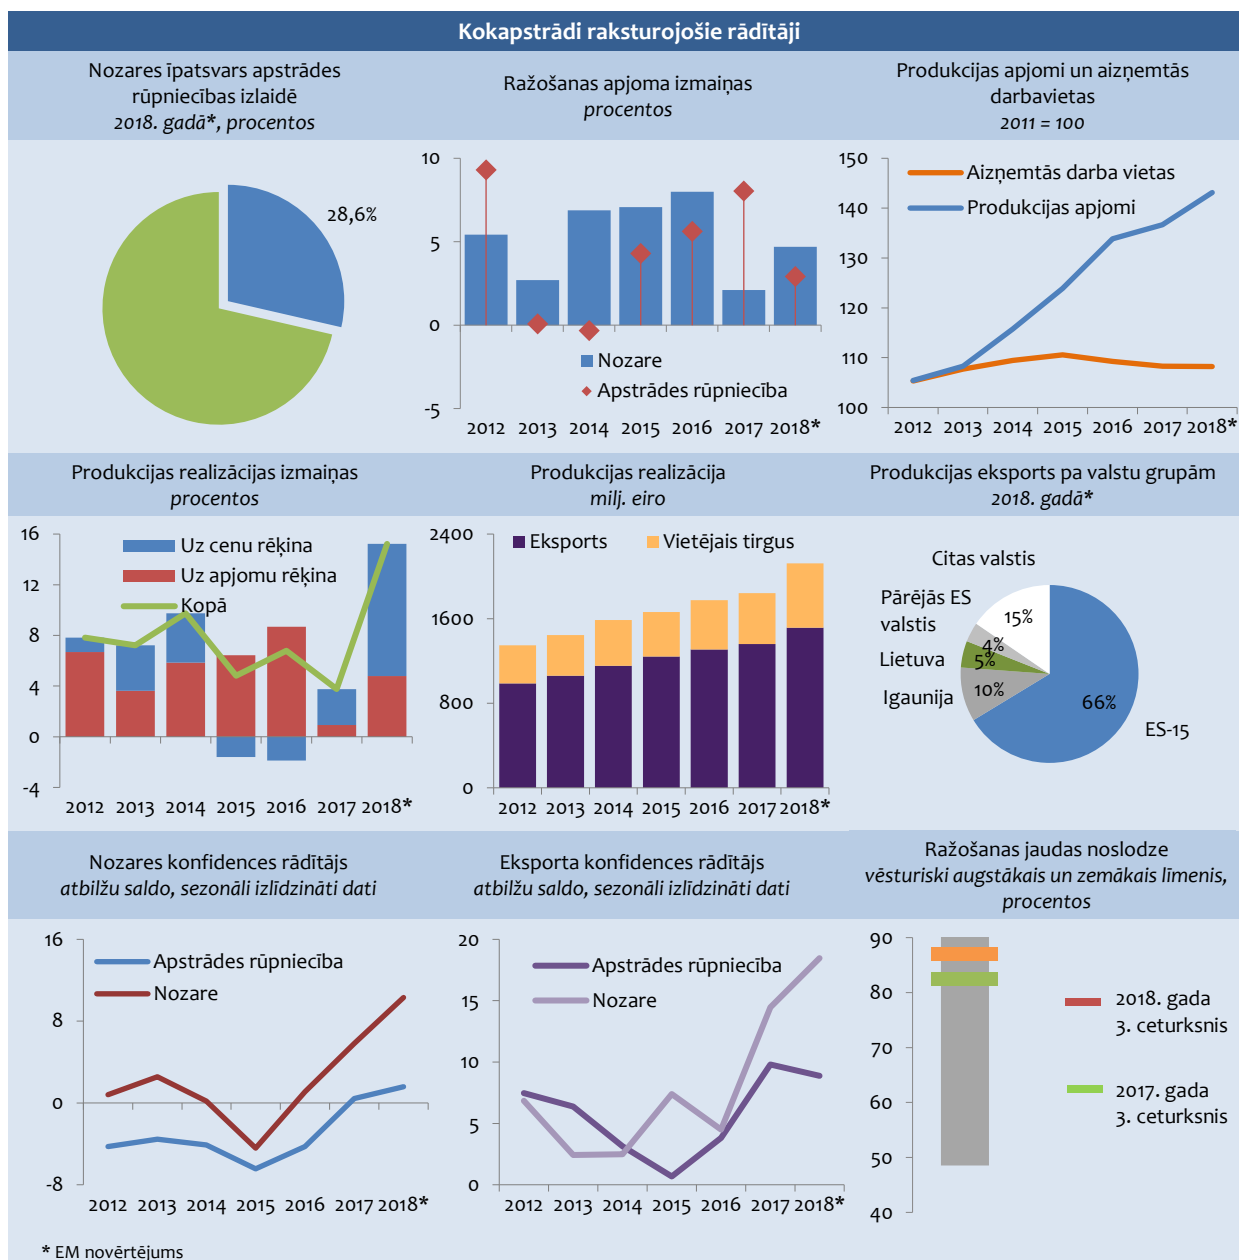 Kokapstrādi raksturojošie rādītāji
Nozares īpatsvars apstrādes
rūpniecības izlaidē
2018. gadā*, procentos
28,6%
Ražošanas apjoma izmaiņas
procentos
10
5
0
-5
Nozare
Apstrādes rūpniecība
2012 2013 2014 2015 2016 2017 2018*
Produkcijas apjomi un aizņemtās
darbavietas
2011 = 100
150
140
130
120
110
100
Aizņemtās darba vietas
Produkcijas apjomi
2012 2013 2014 2015 2016 2017 2018*
Produkcijas realizācijas izmaiņas
procentos
16
12
8
4
0
-4
Uz cenu rēķina
Uz apjomu rēķina
Kopā
2012 2013 2014 2015 2016 2017 2018*
Produkcijas realizācija
milj. eiro
2400
1600
800
0
Eksports
Vietējais tirgus
2012 2013 2014 2015 2016 2017 2018*
Produkcijas eksports pa valstu grupām
2018. gadā*
Citas valstis
15%
Pārējās ES
valstis
4%
Lietuva
5%
Igaunija
10%
66%
ES-15
Nozares konfidences rādītājs
atbilžu saldo, sezonāli izlīdzināti dati
16
8
0
-8
Apstrādes rūpniecība
Nozare
2012 2013 2014 2015 2016 2017 2018*
Eksporta konfidences rādītājs
atbilžu saldo, sezonāli izlīdzināti dati
20
15
10
5
0
Apstrādes rūpniecība
Nozare
2012 2013 2014 2015 2016 2017 2018*
Ražošanas jaudas noslodze
vēsturiski augstākais un zemākais līmenis,
procentos
90
80
70
60
50
40
2018. gada
3. ceturksnis
2017. gada
3. ceturksnis
* EM novērtējums